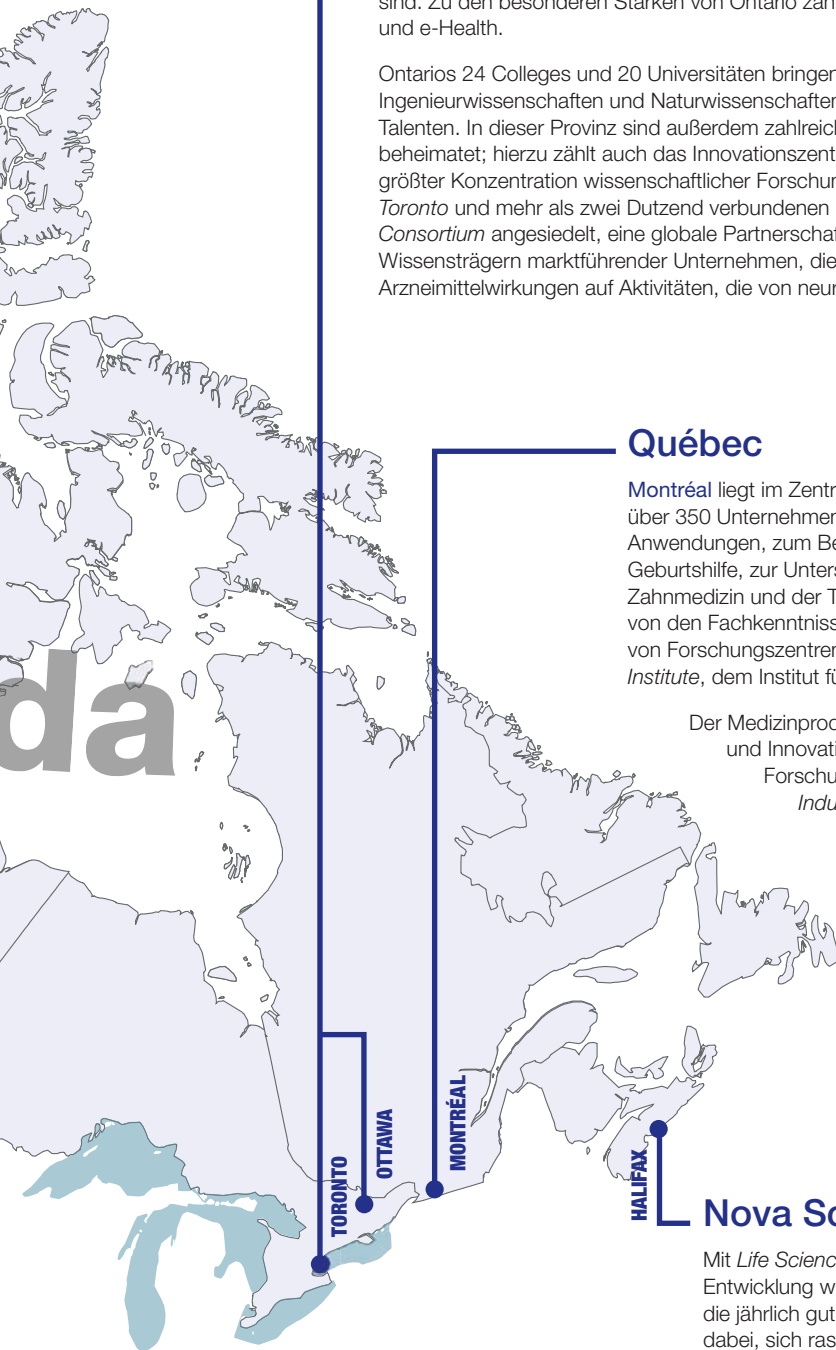 sind. Zu den besonderen Stärken von Ontario zäh
und e-Health.
Ontarios 24 Colleges und 20 Universitäten bringen
Ingenieurwissenschaften und Naturwissenschaften
Talenten. In dieser Provinz sind außerdem zahlreich
beheimatet; hierzu zählt auch das Innovationszent
größter Konzentration wissenschaftlicher Forschun
Toronto und mehr als zwei Dutzend verbundenen
Consortium angesiedelt, eine globale Partnerschaf
Wissensträgern marktführender Unternehmen, die
Arzneimittelwirkungen auf Aktivitäten, die von neur
Québec
Montréal liegt im Zentr
über 350 Unternehmen
Anwendungen, zum Be
Geburtshilfe, zur Unters
Zahnmedizin und der T
von den Fachkenntniss
von Forschungszentren
Institute, dem Institut fü
Der Medizinprod
und Innovati
Forschu
Indu
da
MONTRÉAL
OTTAWA
TORONTO
HALIFAX
Nova Sc
Mit Life Scienc
Entwicklung w
die jährlich gut
dabei, sich ras